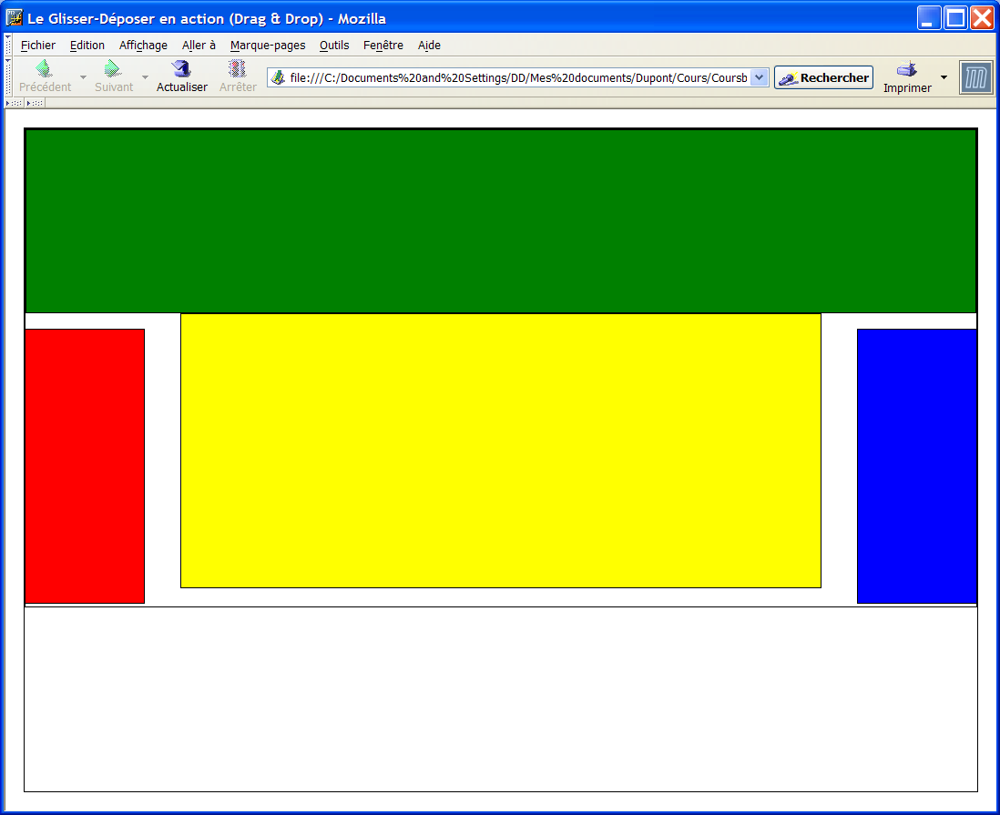 Le Glisser-Déposer en action (Drag & Drop) - Mozilla
Fichier Edition Affichage Aller à Marque-pages Outils Fenêtre Aide
Précédent Suivant Actualiser Arrêter file:///C:/Documents%20and%20Settings/DD/Mes%20documents/Dupont/Cours/Coursb Rechercher Imprimer